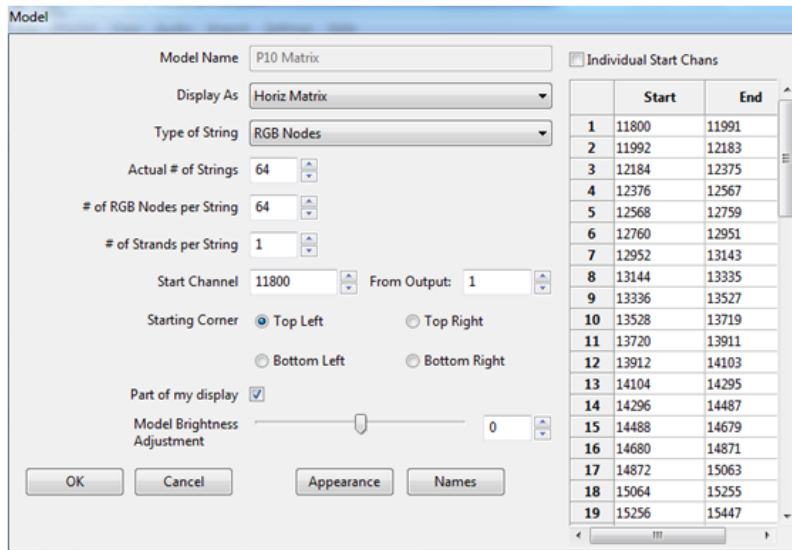 Model
Model Name P10 Matrix
Display As Horiz Matrix
Type of String RGB Nodes
Actual # of Strings 64
# of RGB Nodes per String 64
# of Strands per String 1
Start Channel 11800 From Output: 1
Starting Corner Top Left Top Right
Bottom Left Bottom Right
Part of my display
Model Brightness
Adjustment 0
OK Cancel Appearance Names
Individual Start Chans
Start End
1 11800 11991
2 11992 12183
3 12184 12375
4 12376 12567
5 12568 12759
6 12760 12951
7 12952 13143
8 13144 13335
9 13336 13527
10 13528 13719
11 13720 13911
12 13912 14103
13 14104 14295
14 14296 14487
15 14488 14679
16 14680 14871
17 14872 15063
18 15064 15255
19 15256 15447